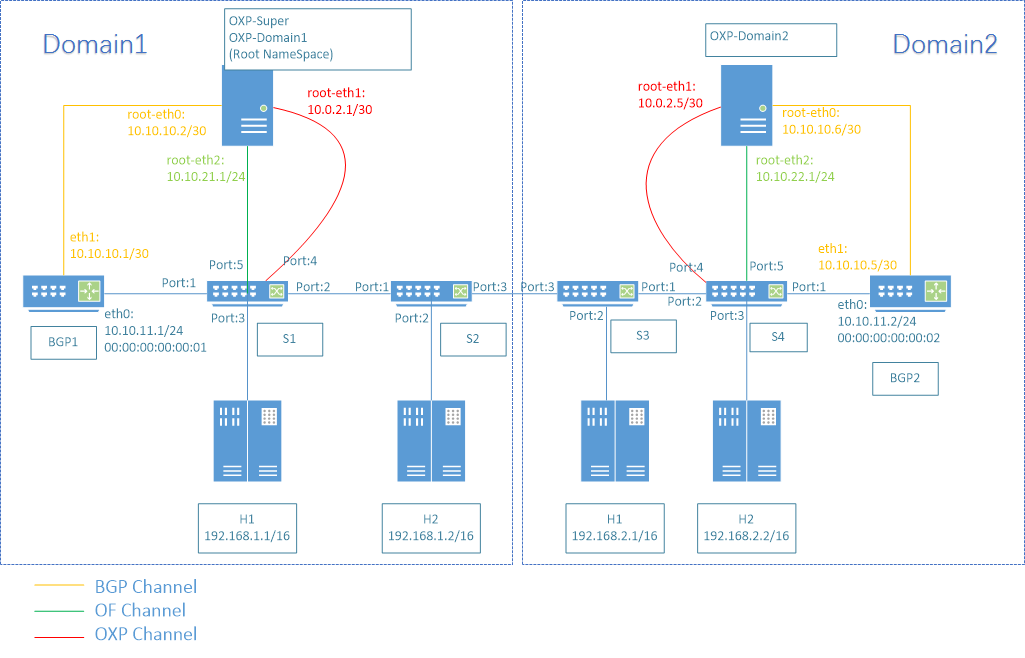 Domain1
OXP-Super
OXP-Domain1
(Root NameSpace)
root-eth1:
10.0.2.1/30
root-eth0:
10.10.10.2/30
root-eth2:
10.10.21.1/24
eth1:
10.10.10.1/30
Port:5
Port:4
Port:1
Port:2
Port:1
Port:3
eth0:
10.10.11.1/24
00:00:00:00:00:01
Port:3
Port:2
BGP1
S1
S2
H1
192.168.1.1/16
H2
192.168.1.2/16
Domain2
OXP-Domain2
root-eth1:
10.0.2.5/30
root-eth0:
10.10.10.6/30
root-eth2:
10.10.22.1/24
eth1:
10.10.10.5/30
Port:4
Port:5
Port:3
Port:1
Port:2
Port:1
eth0:
10.10.11.2/24
00:00:00:00:00:02
Port:2
Port:3
S3
S4
BGP2
H1
192.168.2.1/16
H2
192.168.2.2/16
BGP Channel
OF Channel
OXP Channel